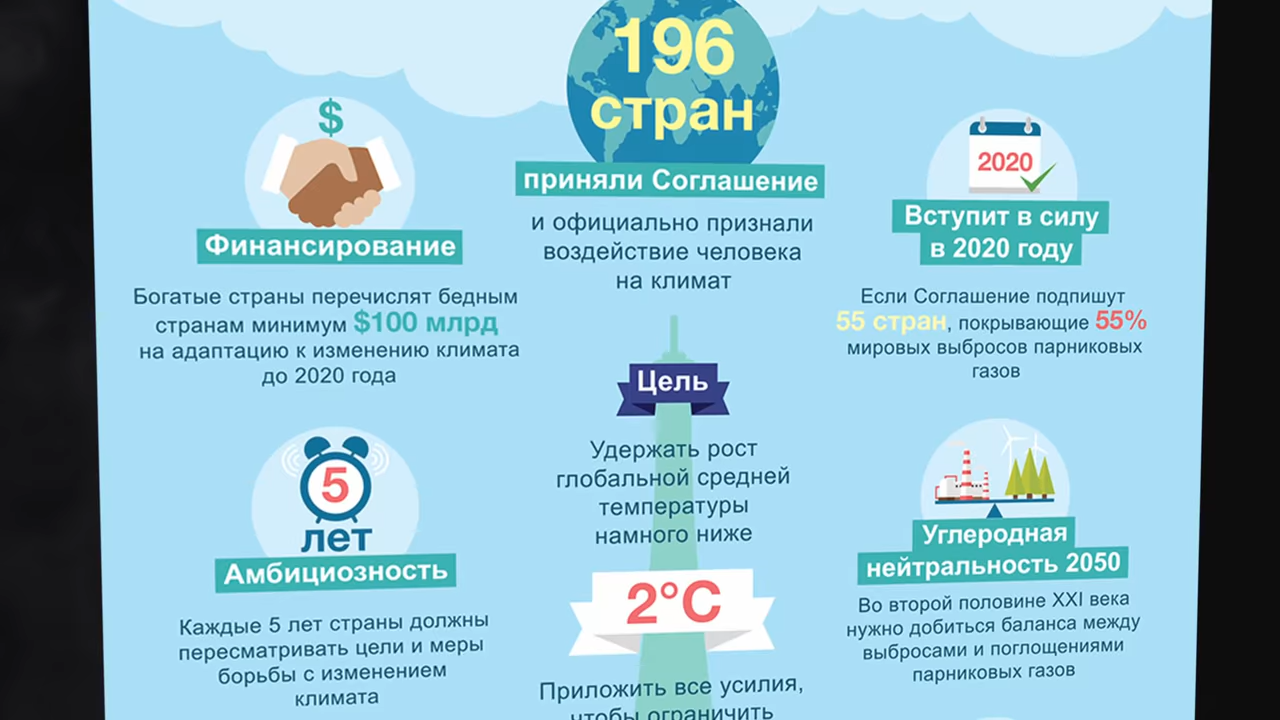 196
стран
приняли Соглашение
и официально признали
воздействие человека
на климат
$
Финансирование
Богатые страны перечислят бедным
странам минимум $100 млрд
на адаптацию к изменению климата
до 2020 года
2020
Вступит в силу
в 2020 году
Если Соглашение подпишут
55 стран, покрывающие 55%
мировых выбросов парниковых
газов
Цель
Удержать рост
глобальной средней
температуры
намного ниже
2°C
Приложить все усилия,
чтобы ограничить
5
лет
Амбициозность
Каждые 5 лет страны должны
пересматривать цели и меры
борьбы с изменением
климата
Углеродная
нейтральность 2050
Во второй половине XXI века
нужно добиться баланса между
выбросами и поглощениями
парниковых газов